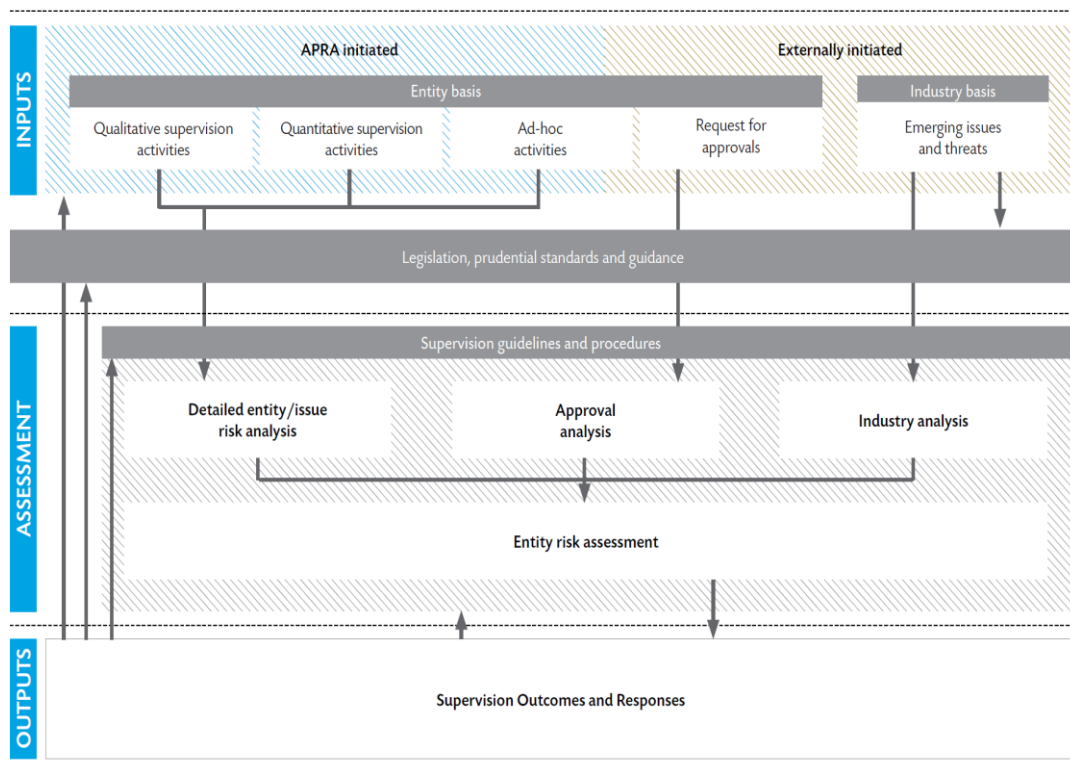 INPUTS
APRA initiated
Externally initiated
Entity basis
Industry basis
Qualitative supervision
activities
Quantitative supervision
activities
Ad-hoc
activities
Request for
approvals
Emerging issues
and threats
Legislation, prudential standards and guidance
ASSESSMENT
Supervision guidelines and procedures
Detailed entity/issue
risk analysis
Approval
analysis
Industry analysis
Entity risk assessment
OUTPUTS
Supervision Outcomes and Responses